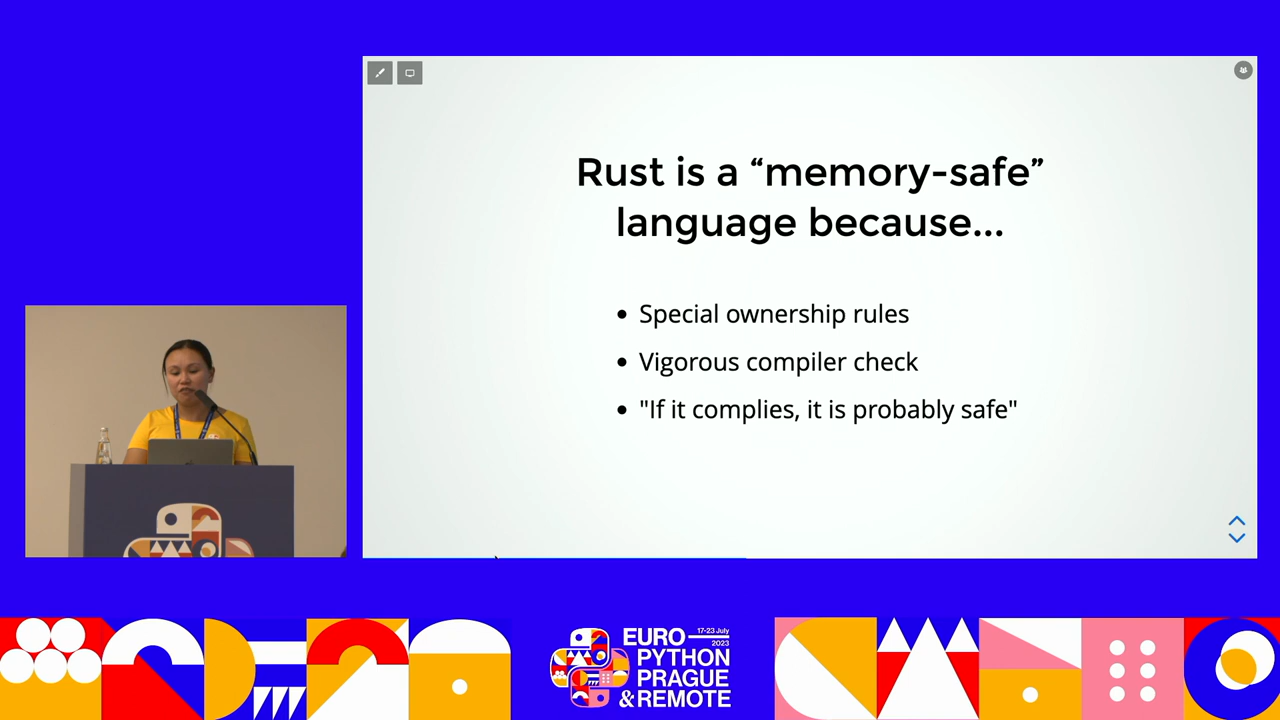 Rust is a “memory-safe”
language because...
• Special ownership rules
• Vigorous compiler check
• "If it complies, it is probably safe"
EURO 17-23 July
2023
PYTHON
PRAGUE
& REMOTE